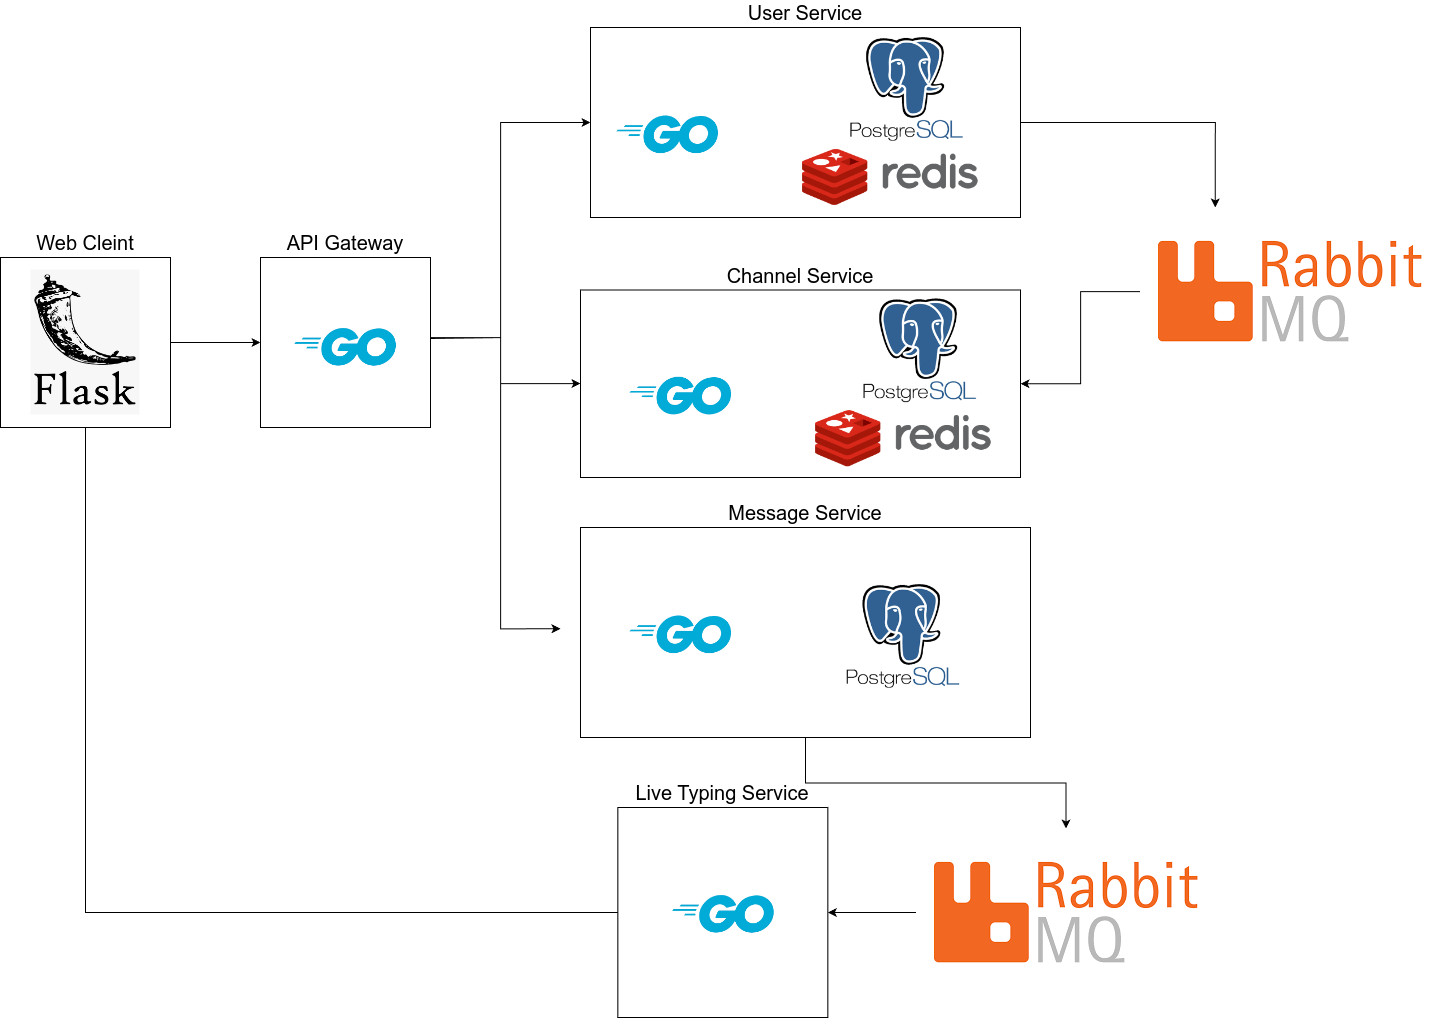 User Service
GO
PostgreSQL
redis
Web Cleint
Flask
API Gateway
GO
Channel Service
GO
PostgreSQL
redis
Rabbit
MQ
Message Service
GO
PostgreSQL
Live Typing Service
GO
Rabbit
MQ